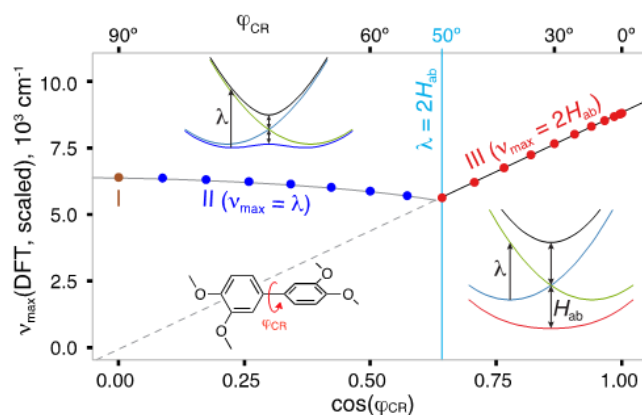 φCR
90° 60° 50° 30° 0°
νmax(DFT, scaled), 10³ cm⁻¹
10.0
7.5
5.0
2.5
0.0
λ
λ = 2Hab
III (νmax = 2Hab)
I
II (νmax = λ)
λ
Hab
O
O
O
O
φCR
0.00 0.25 0.50 0.75 1.00
cos(φCR)